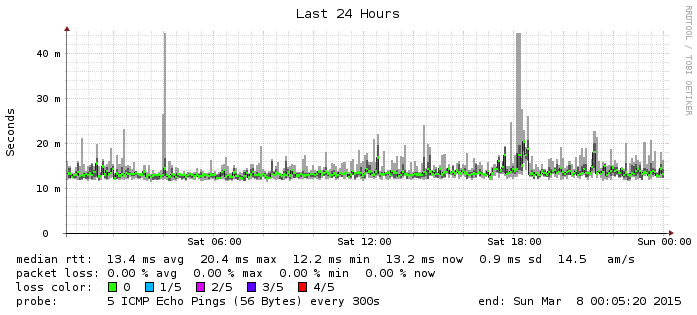 Last 24 Hours
RRDTOOL / TOBI OETIKER
Seconds
40 m
30 m
20 m
10 m
0
Sat 06:00 Sat 12:00 Sat 18:00 Sun 00:00
median rtt: 13.4 ms avg 20.4 ms max 12.2 ms min 13.2 ms now 0.9 ms sd 14.5 am/s
packet loss: 0.00 % avg 0.00 % max 0.00 % min 0.00 % now
loss color: 0 1/5 2/5 3/5 4/5
probe: 5 ICMP Echo Pings (56 Bytes) every 300s end: Sun Mar 8 00:05:20 2015